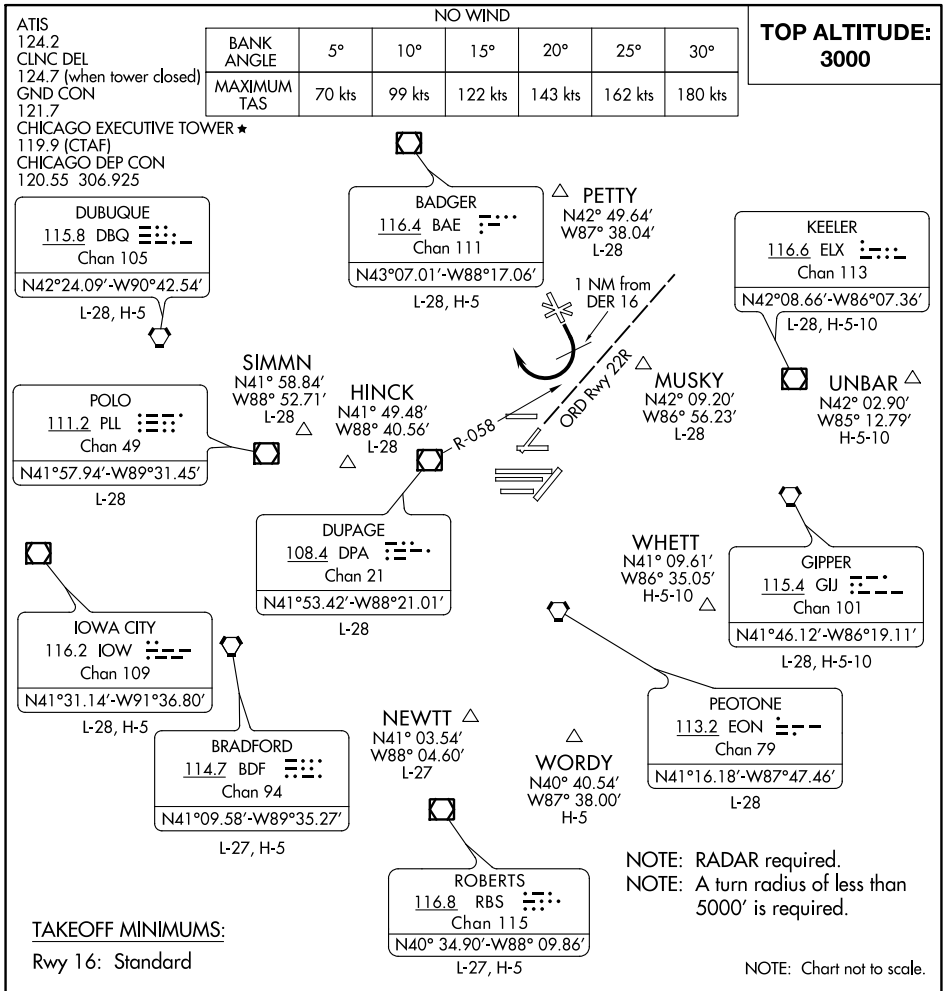 ATIS
124.2
CLNC DEL
124.7 (when tower closed)
GND CON
121.7
CHICAGO EXECUTIVE TOWER ★
119.9 (CTAF)
CHICAGO DEP CON
120.55 306.925
NO WIND
BANK ANGLE 5° 10° 15° 20° 25° 30°
MAXIMUM TAS 70 kts 99 kts 122 kts 143 kts 162 kts 180 kts
TOP ALTITUDE:
3000
DUBUQUE
115.8 DBQ
Chan 105
N42°24.09'-W90°42.54'
L-28, H-5
BADGER
116.4 BAE
Chan 111
N43°07.01'-W88°17.06'
L-28, H-5
PETTY
N42° 49.64'
W87° 38.04'
L-28
KEELER
116.6 ELX
Chan 113
N42°08.66'-W86°07.36'
L-28, H-5-10
1 NM from
DER 16
SIMMN
N41° 58.84'
W88° 52.71'
L-28
HINCK
N41° 49.48'
W88° 40.56'
L-28
R-058
ORD Rwy 22R
MUSKY
N42° 09.20'
W86° 56.23'
L-28
UNBAR
N42° 02.90'
W85° 12.79'
H-5-10
POLO
111.2 PLL
Chan 49
N41°57.94'-W89°31.45'
L-28
DUPAGE
108.4 DPA
Chan 21
N41°53.42'-W88°21.01'
L-28
WHETT
N41° 09.61'
W86° 35.05'
H-5-10
GIPPER
115.4 GIJ
Chan 101
N41°46.12'-W86°19.11'
L-28, H-5-10
IOWA CITY
116.2 IOW
Chan 109
N41°31.14'-W91°36.80'
L-28, H-5
BRADFORD
114.7 BDF
Chan 94
N41°09.58'-W89°35.27'
L-27, H-5
NEWTT
N41° 03.54'
W88° 04.60'
L-27
WORDY
N40° 40.54'
W87° 38.00'
H-5
PEOTONE
113.2 EON
Chan 79
N41°16.18'-W87°47.46'
L-28
ROBERTS
116.8 RBS
Chan 115
N40° 34.90'-W88° 09.86'
L-27, H-5
NOTE: RADAR required.
NOTE: A turn radius of less than
5000' is required.
TAKEOFF MINIMUMS:
Rwy 16: Standard
NOTE: Chart not to scale.